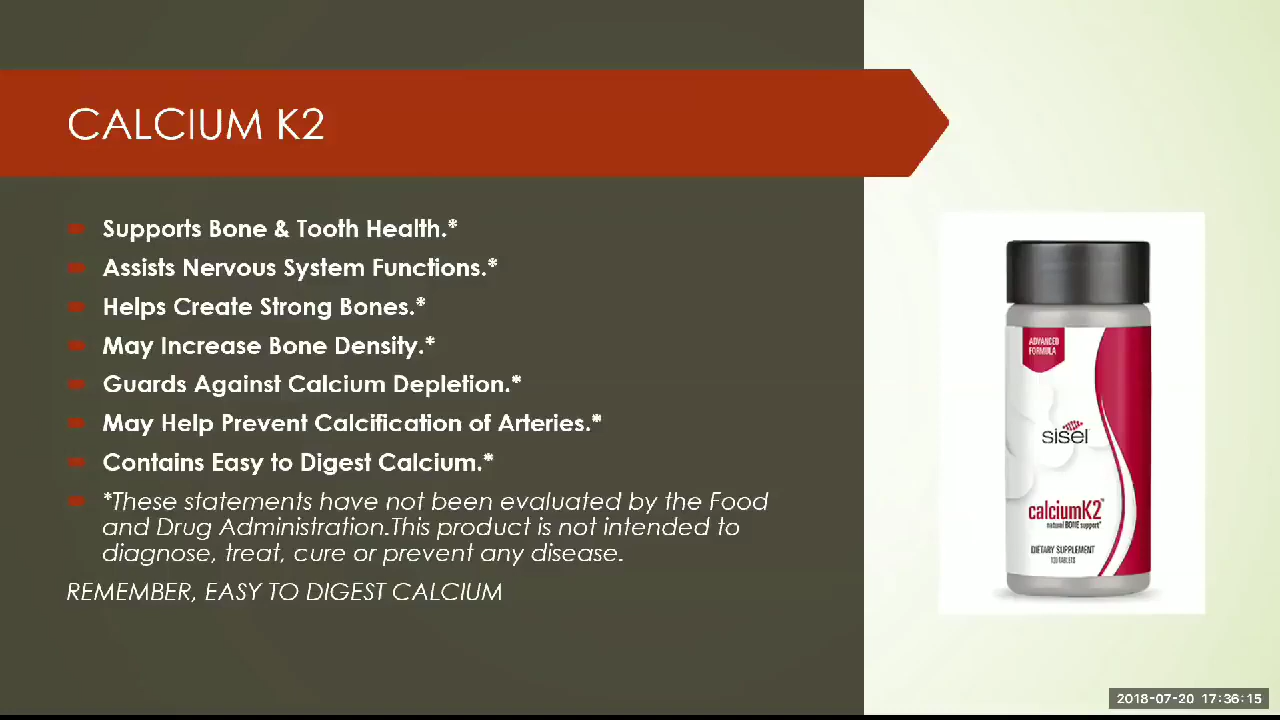 CALCIUM K2
Supports Bone & Tooth Health.*
Assists Nervous System Functions.*
Helps Create Strong Bones.*
May Increase Bone Density.*
Guards Against Calcium Depletion.*
May Help Prevent Calcification of Arteries.*
Contains Easy to Digest Calcium.*
*These statements have not been evaluated by the Food
and Drug Administration.This product is not intended to
diagnose, treat, cure or prevent any disease.
REMEMBER, EASY TO DIGEST CALCIUM
ADVANCED
FORMULA
sisel
calciumK2
natural BONE support*
DIETARY SUPPLEMENT
TABLETS
2018-07-20 17:36:15